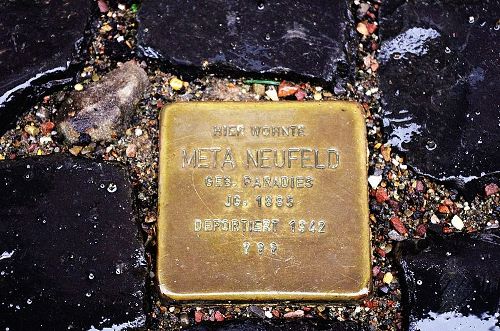 HIER WOHNTE
META NEUFELD
GEB. PARADIES
JG. 1885
DEPORTIERT 1942
???